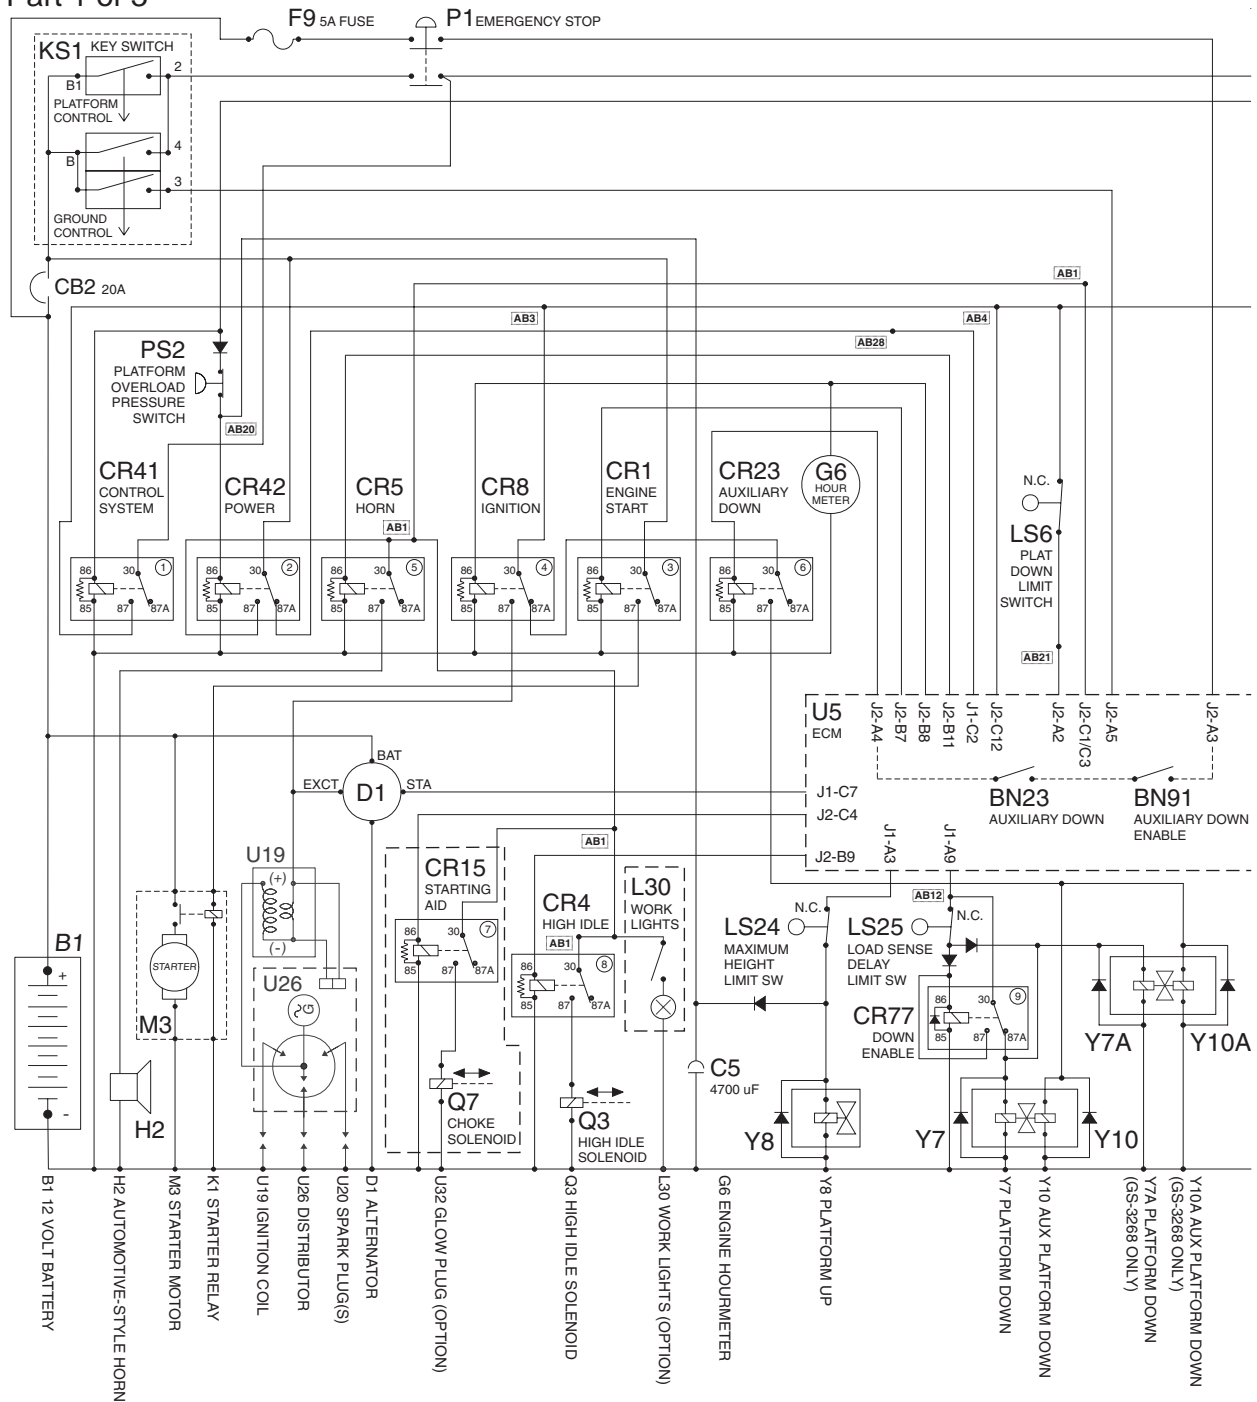 Part 1 of 3
F9 5A FUSE
P1 EMERGENCY STOP
KS1 KEY SWITCH
2
B1
PLATFORM
CONTROL
4
B
3
GROUND
CONTROL
CB2 20A
AB1
AB3
AB4
AB28
PS2
PLATFORM
OVERLOAD
PRESSURE
SWITCH
AB20
CR41
CONTROL
SYSTEM
CR42
POWER
CR5
HORN
CR8
IGNITION
CR1
ENGINE
START
CR23
AUXILIARY
DOWN
G6
HOUR
METER
N.C.
LS6
PLAT
DOWN
LIMIT
SWITCH
AB1
86 30 1
85 87 87A
86 30 2
85 87 87A
86 30 5
85 87 87A
86 30 4
85 87 87A
86 30 3
85 87 87A
86 30 6
85 87 87A
AB21
U5
ECM
J2-A4
J2-B7
J2-B8
J2-B11
J1-C2
J2-C12
J2-A2
J2-C1/C3
J2-A5
J2-A3
BAT
EXCT D1 STA
J1-C7
J2-C4
J2-B9
BN23
AUXILIARY DOWN
BN91
AUXILIARY DOWN
ENABLE
J1-A3
J1-A9
U19
(+)
(-)
CR15
STARTING
AID
AB1
CR4
HIGH IDLE
AB1
L30
WORK
LIGHTS
AB12
N.C.
LS24
MAXIMUM
HEIGHT
LIMIT SW
N.C.
LS25
LOAD SENSE
DELAY
LIMIT SW
86 30 7
85 87 87A
86 30 8
85 87 87A
86 30 9
85 87 87A
B1
+
-
STARTER
M3
U26
G
CR77
DOWN
ENABLE
Y7A
Y10A
H2
Q7
CHOKE
SOLENOID
Q3
HIGH IDLE
SOLENOID
C5
4700 uF
Y8
Y7
Y10
B1 12 VOLT BATTERY
H2 AUTOMOTIVE-STYLE HORN
M3 STARTER MOTOR
K1 STARTER RELAY
U19 IGNITION COIL
U26 DISTRIBUTOR
U20 SPARK PLUG(S)
D1 ALTERNATOR
U32 GLOW PLUG (OPTION)
Q3 HIGH IDLE SOLENOID
L30 WORK LIGHTS (OPTION)
G6 ENGINE HOURMETER
Y8 PLATFORM UP
Y7 PLATFORM DOWN
Y10 AUX PLATFORM DOWN
Y7A PLATFORM DOWN
(GS-3268 ONLY)
Y10A AUX PLATFORM DOWN
(GS-3268 ONLY)